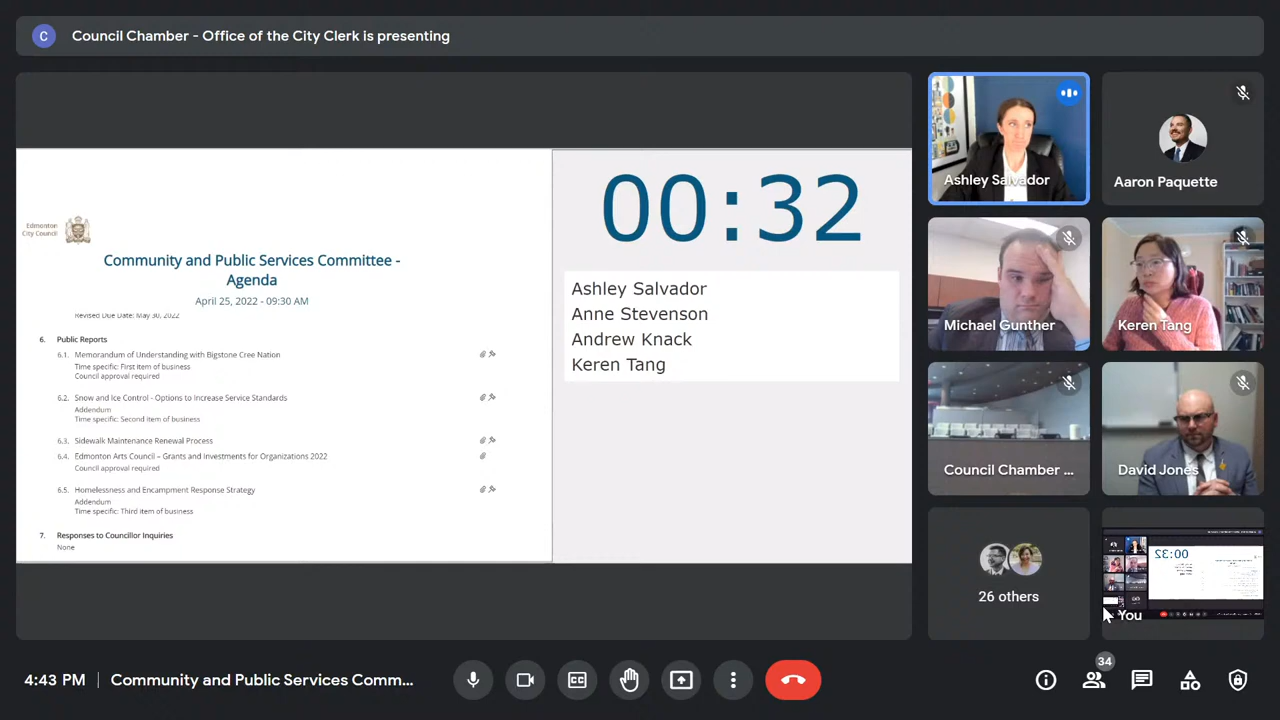 C
Council Chamber - Office of the City Clerk is presenting
Edmonton
City Council
Community and Public Services Committee -
Agenda
April 25, 2022 - 09:30 AM
Revised Due Date: May 30, 2022
6. Public Reports
6.1. Memorandum of Understanding with Bigstone Cree Nation
Time specific: First item of business
Council approval required
6.2. Snow and Ice Control - Options to Increase Service Standards
Addendum
Time specific: Second item of business
6.3. Sidewalk Maintenance Renewal Process
6.4. Edmonton Arts Council – Grants and Investments for Organizations 2022
Council approval required
6.5. Homelessness and Encampment Response Strategy
Addendum
Time specific: Third item of business
7. Responses to Councillor Inquiries
None
00:32
Ashley Salvador
Anne Stevenson
Andrew Knack
Keren Tang
Ashley Salvador
Aaron Paquette
Michael Gunther
Keren Tang
Council Chamber ...
David Jones
26 others
00:32
You
4:43 PM
Community and Public Services Comm...
34